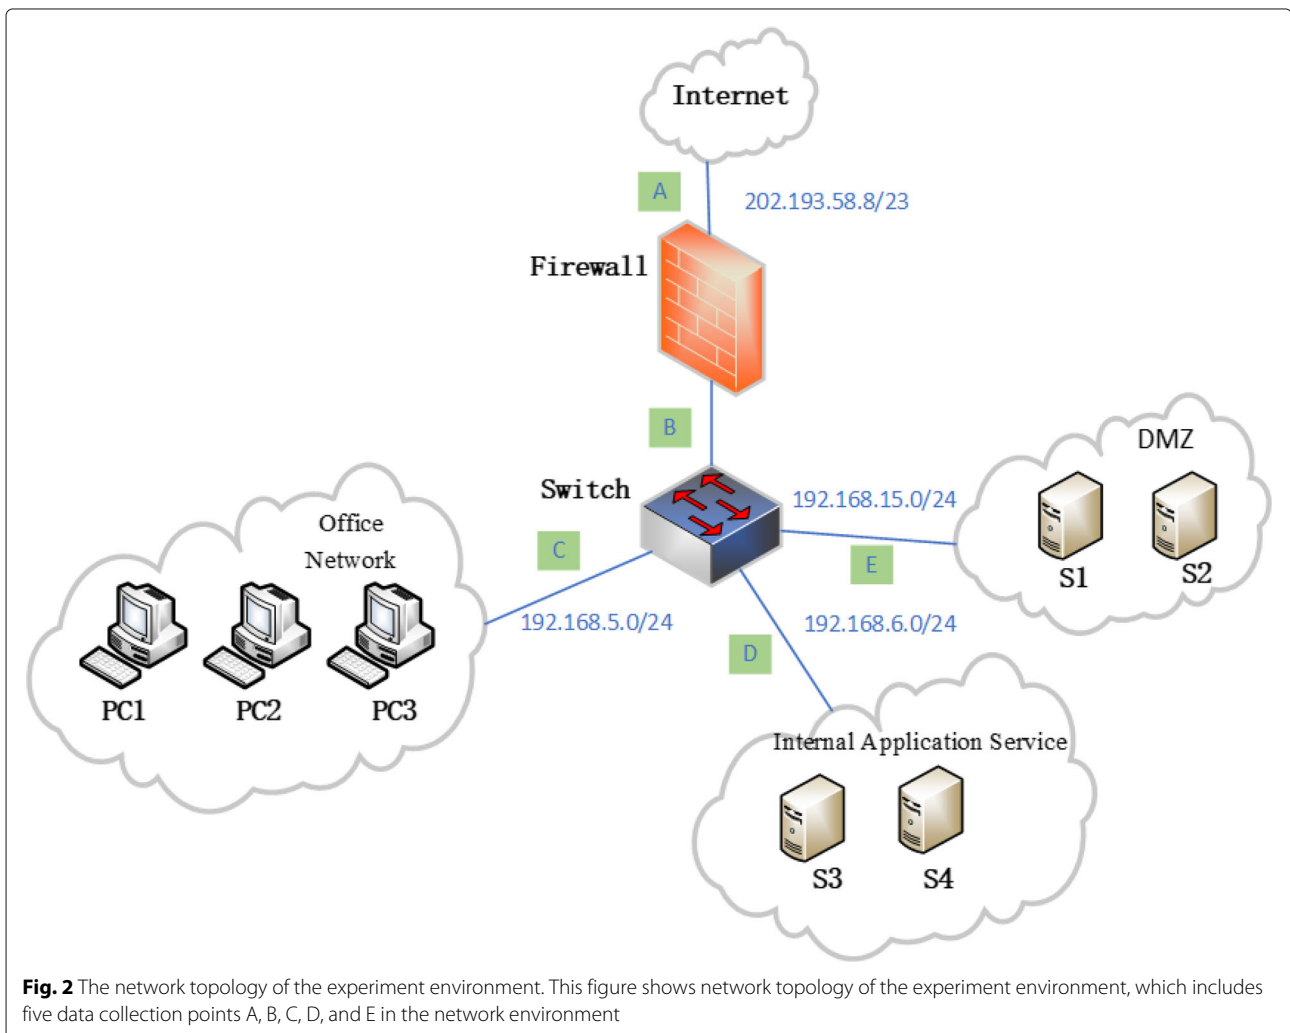 Internet
A
202.193.58.8/23
Firewall
B
DMZ
Switch
192.168.15.0/24
Office
Network
C
E
S1
S2
192.168.5.0/24
192.168.6.0/24
D
PC1
PC2
PC3
Internal Application Service
S3
S4
Fig. 2 The network topology of the experiment environment. This figure shows network topology of the experiment environment, which includes
five data collection points A, B, C, D, and E in the network environment